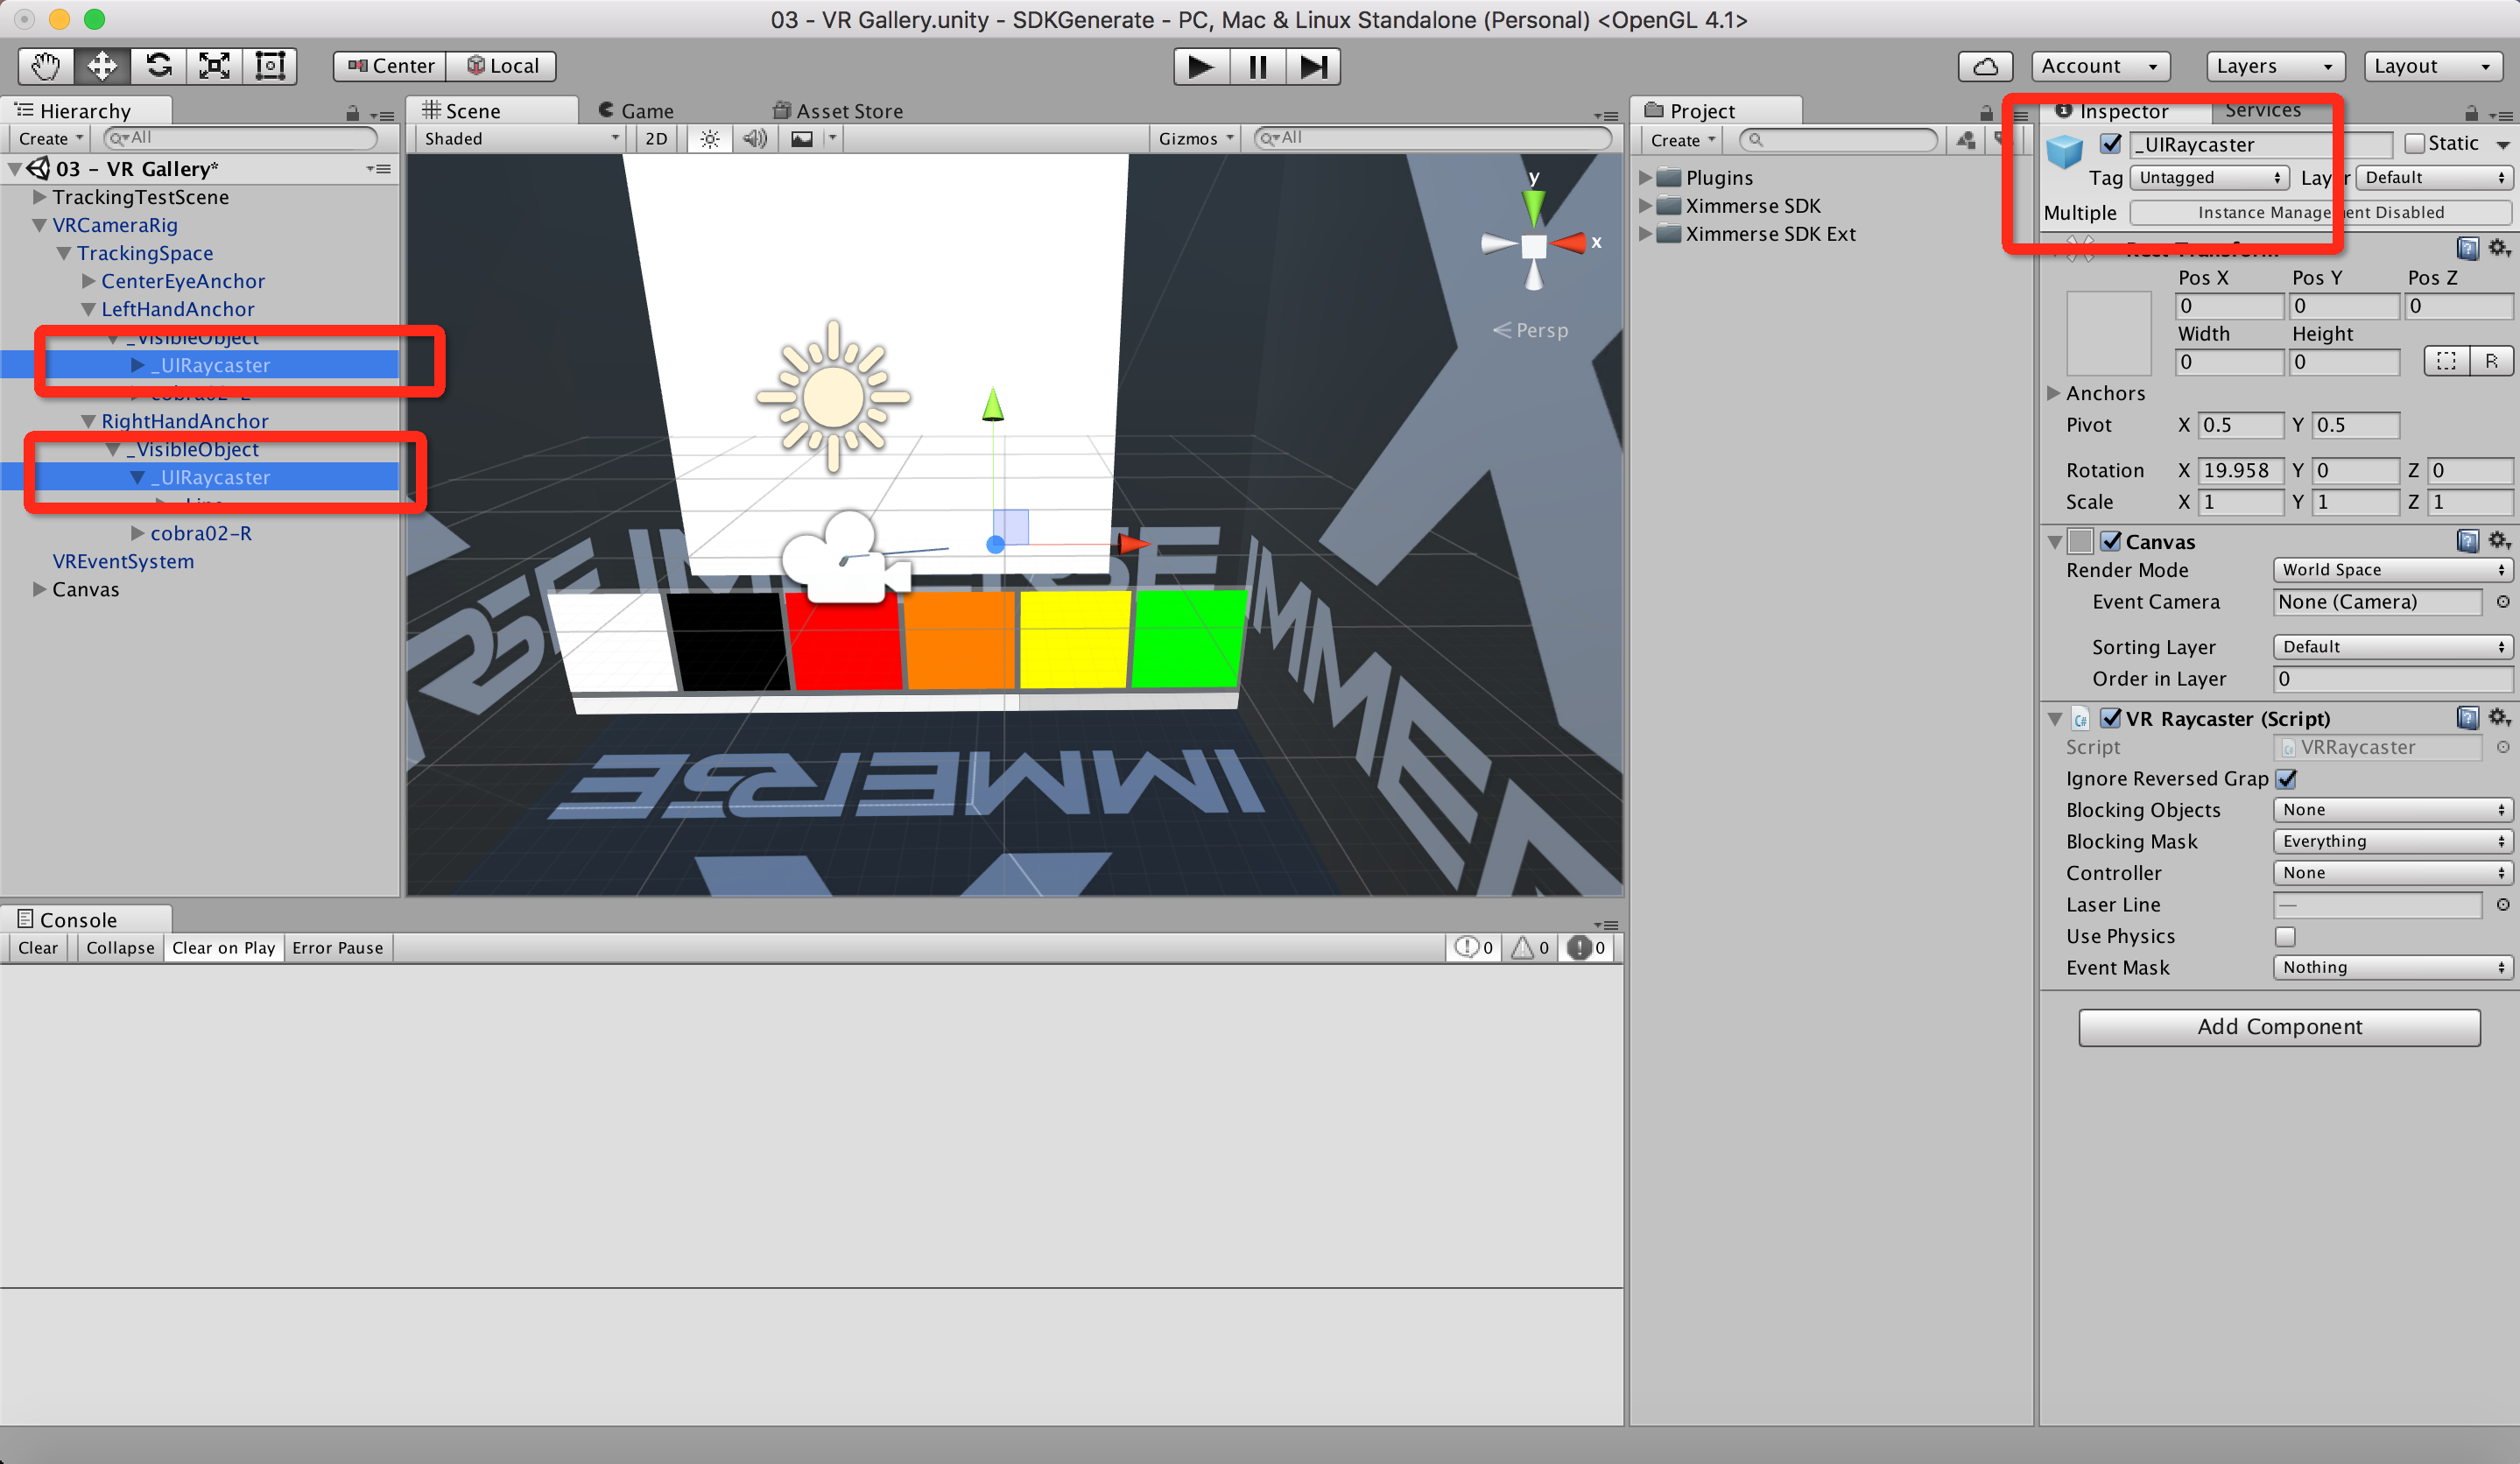 03 - VR Gallery.unity - SDKGenerate - PC, Mac & Linux Standalone (Personal) <OpenGL 4.1>
Center Local Account Layers Layout
Hierarchy
Create All
03 - VR Gallery*
TrackingTestScene
VRCameraRig
TrackingSpace
CenterEyeAnchor
LeftHandAnchor
_VisibleObject
_UIRaycaster
RightHandAnchor
_VisibleObject
_UIRaycaster
cobra02-R
VREventSystem
Canvas
Scene Game Asset Store
Shaded 2D Gizmos All
y
x
Persp
IMMERSE
Project
Create
Plugins
Ximmerse SDK
Ximmerse SDK Ext
Inspector Services
_UIRaycaster Static
Tag Untagged Layer Default
Multiple Instance Management Disabled
Pos X Pos Y Pos Z
0 0 0
Width Height
0 0 R
Anchors
Pivot X 0.5 Y 0.5
Rotation X 19.958 Y 0 Z 0
Scale X 1 Y 1 Z 1
Canvas
Render Mode World Space
Event Camera None (Camera)
Sorting Layer Default
Order in Layer 0
VR Raycaster (Script)
Script VRRaycaster
Ignore Reversed Grap
Blocking Objects None
Blocking Mask Everything
Controller None
Laser Line —
Use Physics
Event Mask Nothing
Add Component
Console
Clear Collapse Clear on Play Error Pause 0 0 0